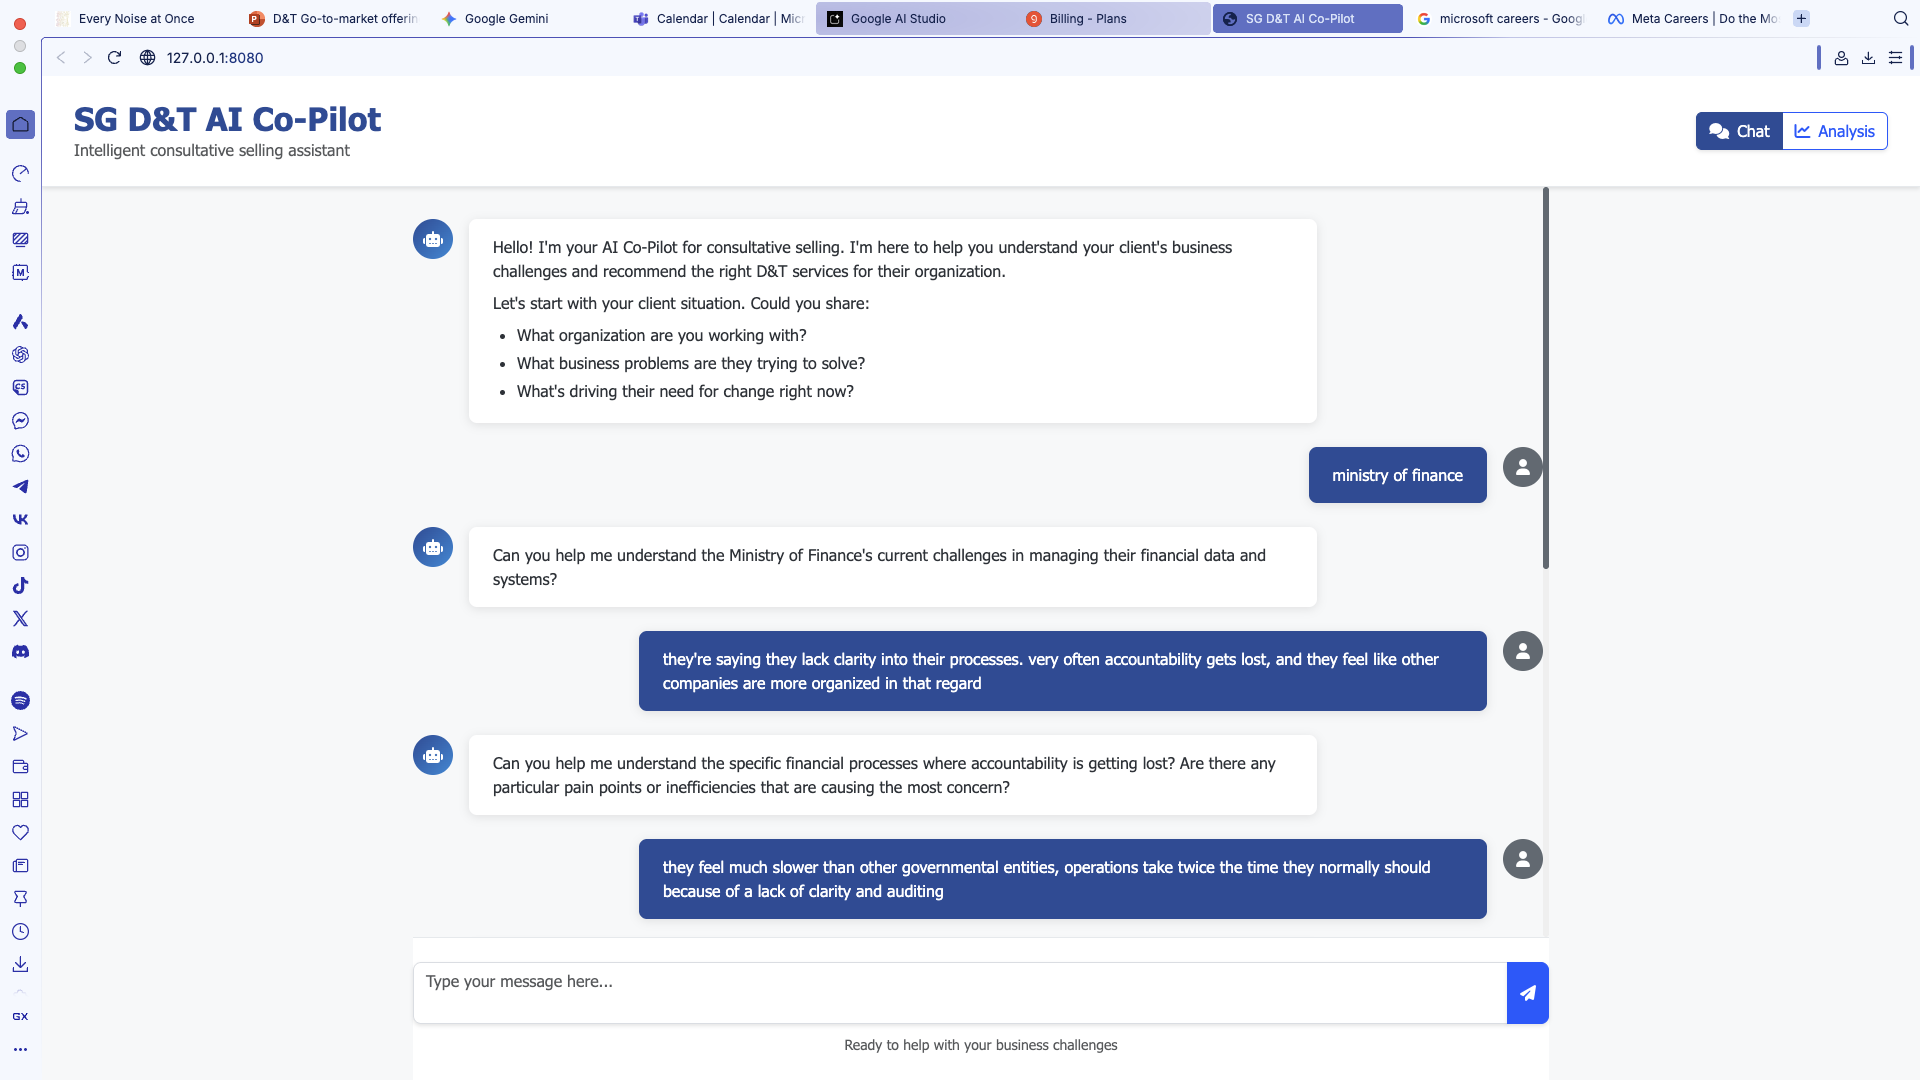 Every Noise at Once
D&T Go-to-market offerin
Google Gemini
Calendar | Calendar | Micr
Google AI Studio
9 Billing - Plans
SG D&T AI Co-Pilot
microsoft careers - Googl
Meta Careers | Do the Mo
127.0.0.1:8080
SG D&T AI Co-Pilot
Intelligent consultative selling assistant
Chat
Analysis
Hello! I'm your AI Co-Pilot for consultative selling. I'm here to help you understand your client's business
challenges and recommend the right D&T services for their organization.
Let's start with your client situation. Could you share:
• What organization are you working with?
• What business problems are they trying to solve?
• What's driving their need for change right now?
ministry of finance
Can you help me understand the Ministry of Finance's current challenges in managing their financial data and
systems?
they're saying they lack clarity into their processes. very often accountability gets lost, and they feel like other
companies are more organized in that regard
Can you help me understand the specific financial processes where accountability is getting lost? Are there any
particular pain points or inefficiencies that are causing the most concern?
they feel much slower than other governmental entities, operations take twice the time they normally should
because of a lack of clarity and auditing
Type your message here...
Ready to help with your business challenges
GX